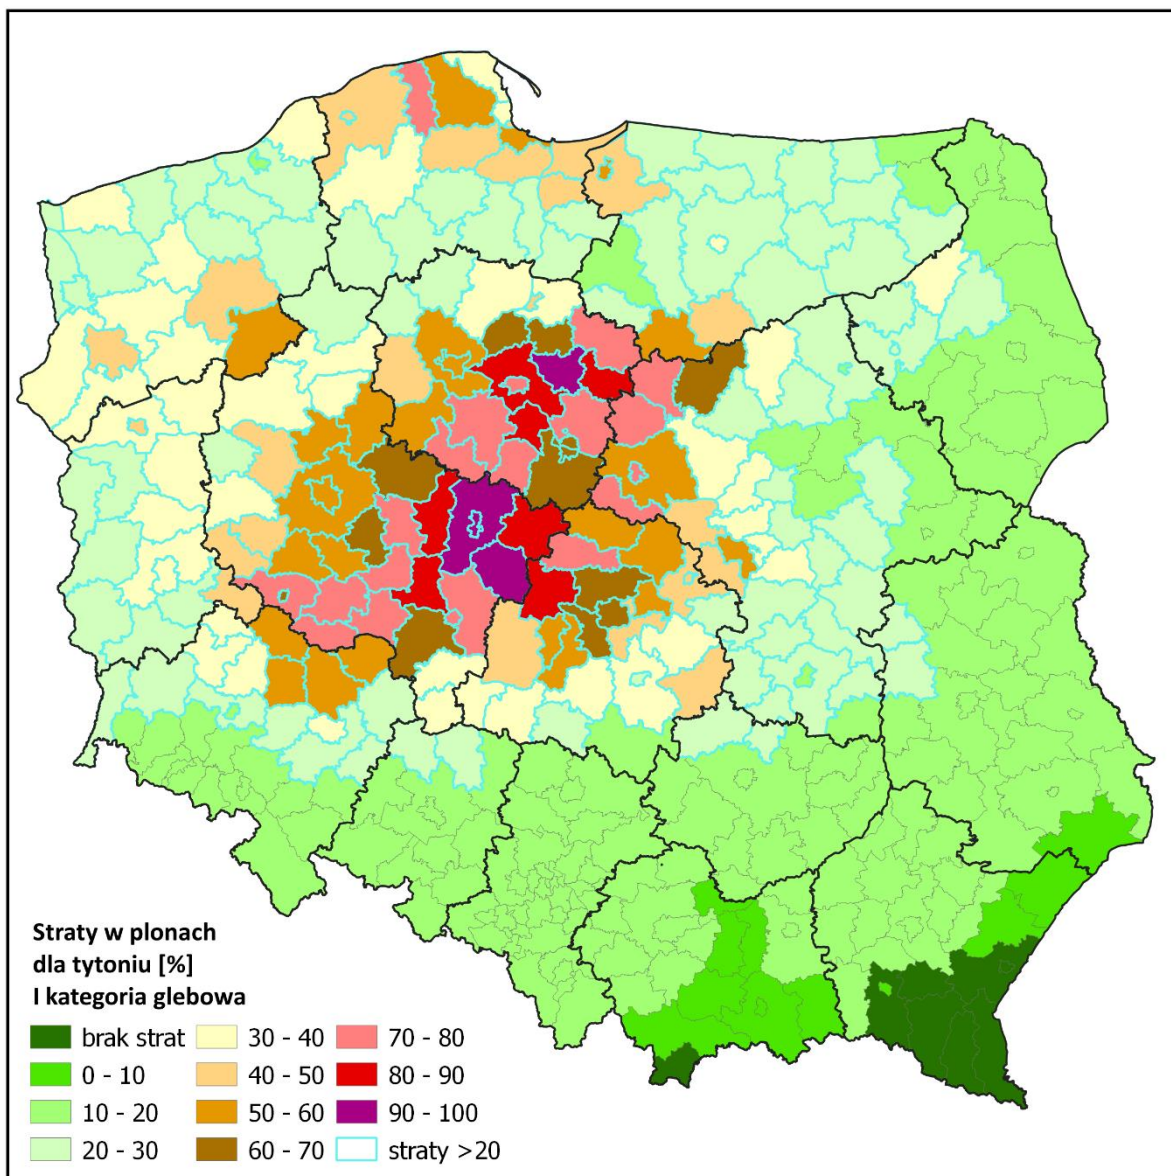 Straty w plonach
dla tytoniu [%]
I kategoria glebowa
brak strat
0 - 10
10 - 20
20 - 30
30 - 40
40 - 50
50 - 60
60 - 70
70 - 80
80 - 90
90 - 100
straty >20